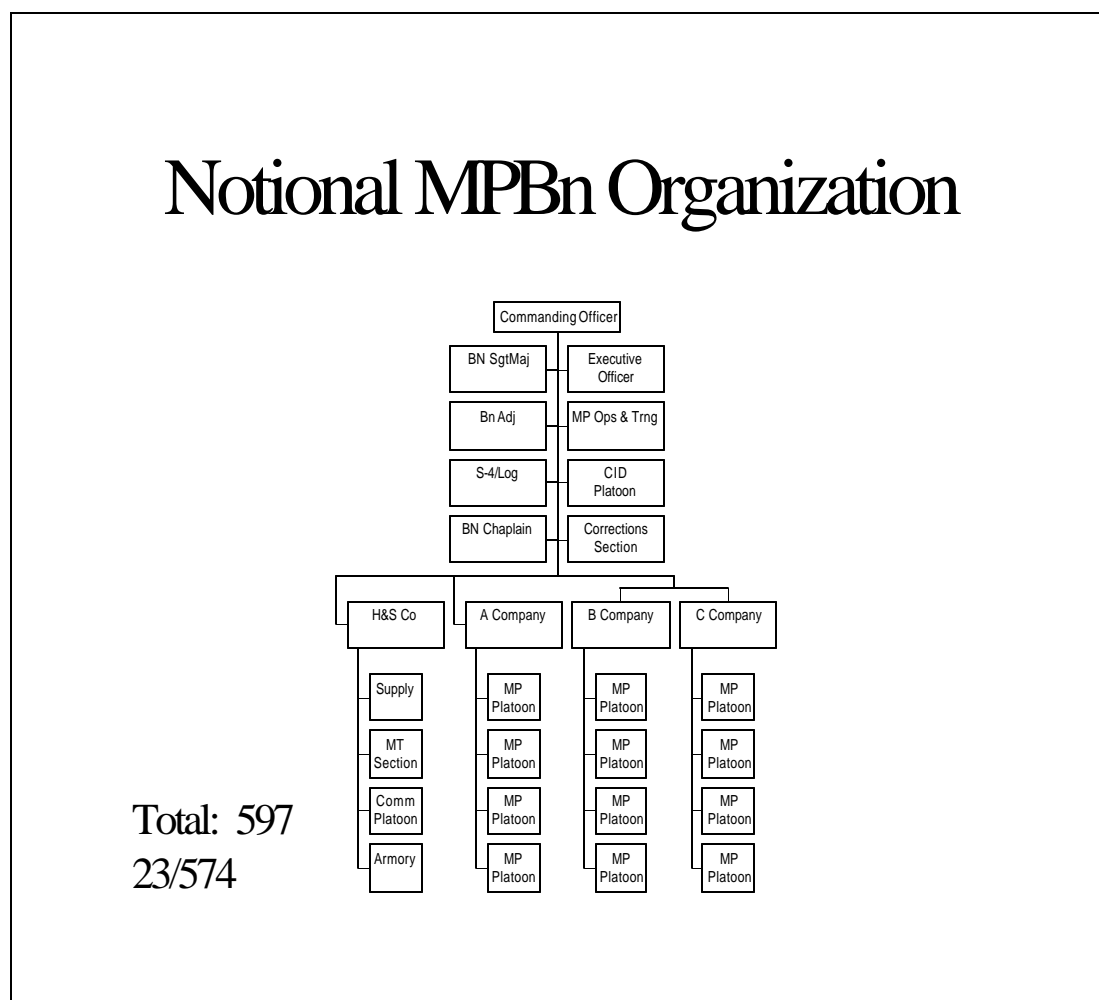 Notional MPBn Organization
Commanding Officer
BN SgtMaj
Executive
Officer
Bn Adj
MP Ops & Trng
S-4/Log
CID
Platoon
BN Chaplain
Corrections
Section
H&S Co
A Company
B Company
C Company
Supply
MP
Platoon
MP
Platoon
MP
Platoon
MT
Section
MP
Platoon
MP
Platoon
MP
Platoon
Comm
Platoon
MP
Platoon
MP
Platoon
MP
Platoon
Armory
MP
Platoon
MP
Platoon
MP
Platoon
Total: 597
23/574